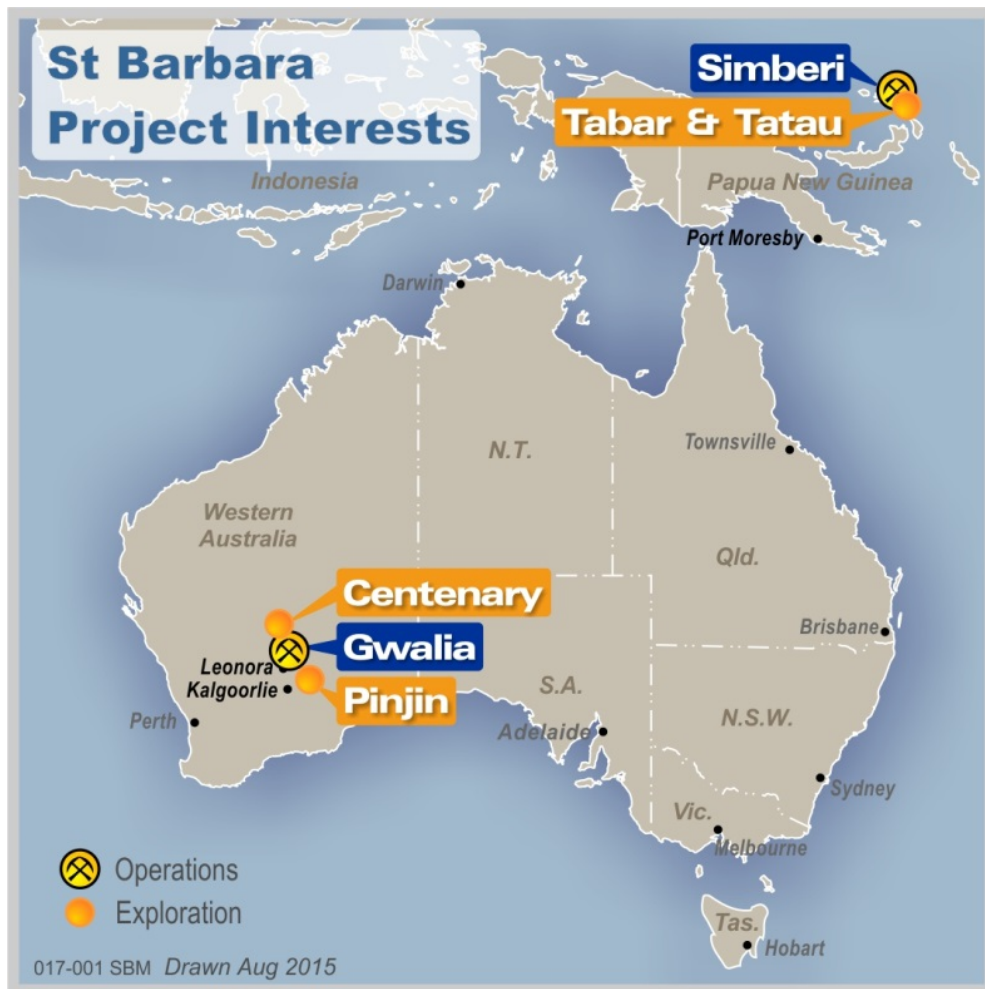 St Barbara
Project Interests
Simberi
Tabar & Tatau
Indonesia
Papua New Guinea
Port Moresby
Darwin
N.T.
Townsville
Western
Australia
Qld.
Centenary
Brisbane
Gwalia
Leonora
Kalgoorlie
S.A.
Pinjin
N.S.W.
Perth
Adelaide
Sydney
Vic.
Melbourne
Operations
Exploration
Tas.
Hobart
017-001 SBM Drawn Aug 2015